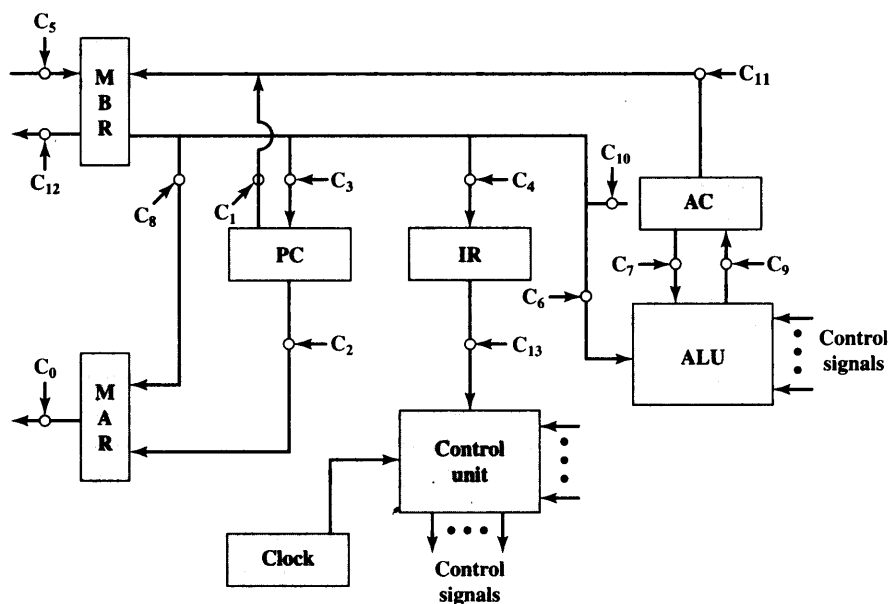 C5
M
B
R
C11
C12
C8
C1
C3
C4
C10
AC
PC
IR
C7
C9
C6
C2
C13
ALU
Control
signals
C0
M
A
R
Control
unit
Clock
Control
signals